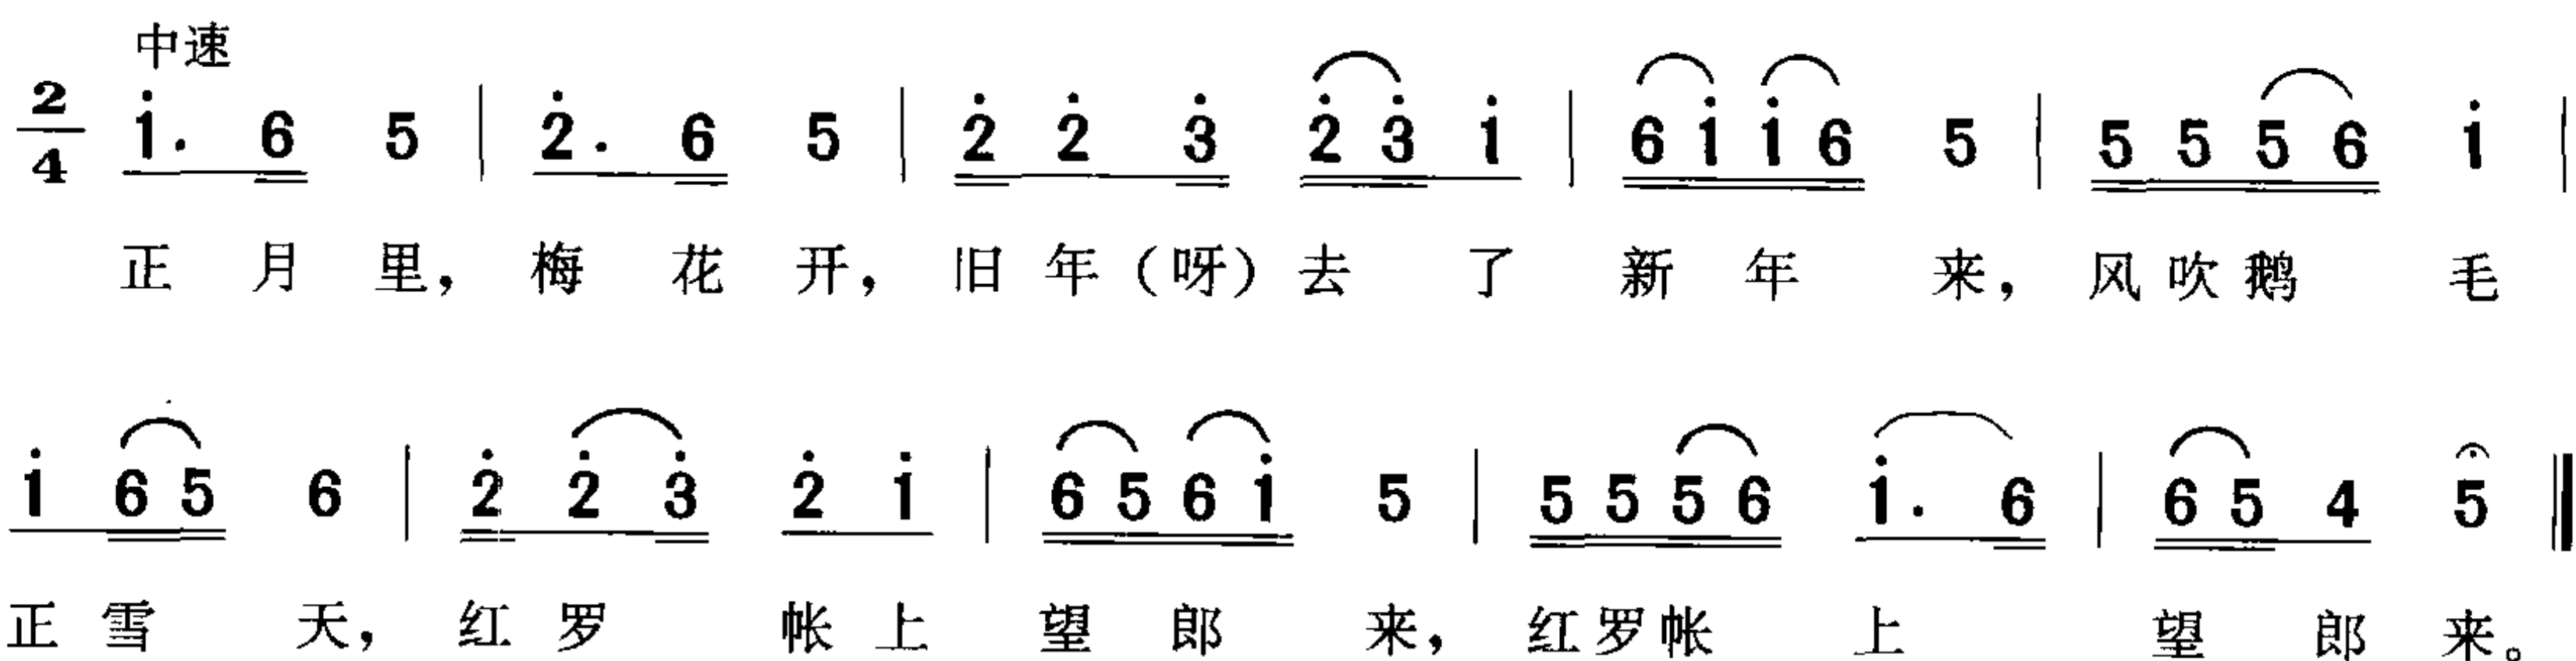 中速
2/4 1̇. 6 5 | 2̇. 6 5 | 2̇ 2̇ 3̇ 2̇ 3̇ 1̇ | 6 1̇ 1̇ 6 5 | 5 5 5 6 1̇ |
正 月 里，梅 花 开，旧 年（呀）去 了 新 年 来，风 吹 鹅 毛
1̇ 6 5 6 | 2̇ 2̇ 3̇ 2̇ 1̇ | 6 5 6 1̇ 5 | 5 5 5 6 1̇. 6 | 6 5 4 5 ‖
正 雪 天，红 罗 帐 上 望 郎 来，红 罗 帐 上 望 郎 来。